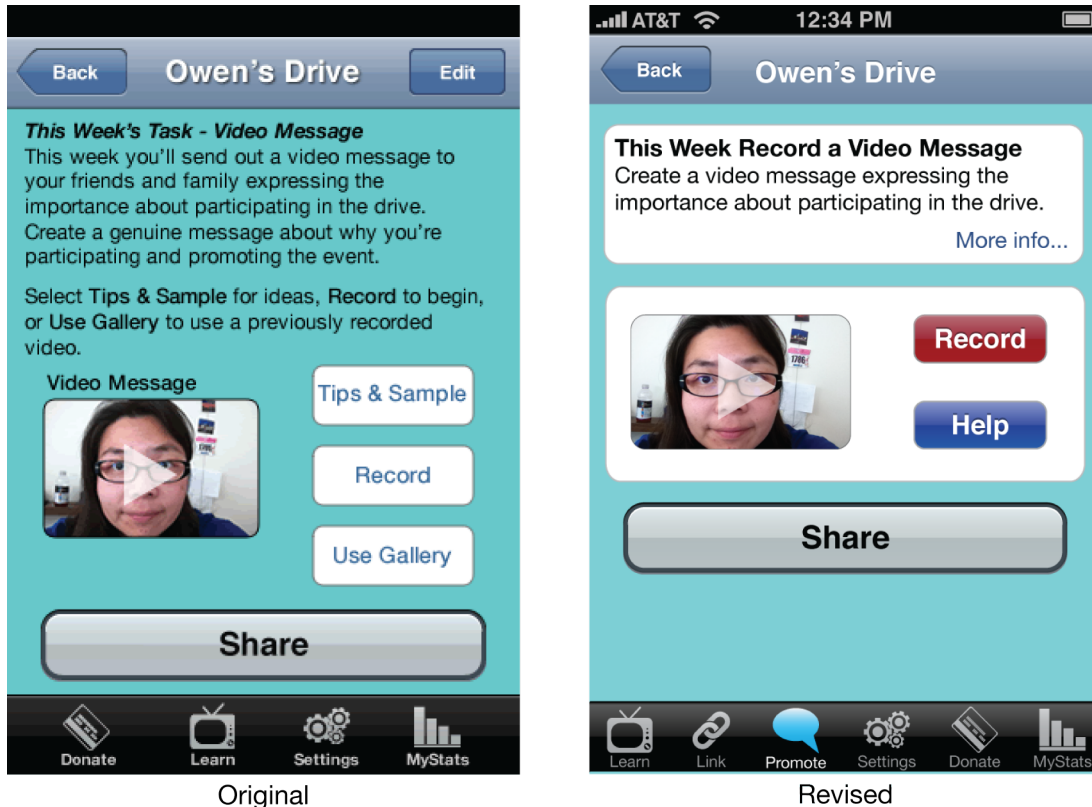 Back
Owen's Drive
Edit
This Week's Task - Video Message
This week you'll send out a video message to
your friends and family expressing the
importance about participating in the drive.
Create a genuine message about why you're
participating and promoting the event.
Select Tips & Sample for ideas, Record to begin,
or Use Gallery to use a previously recorded
video.
Video Message
1786
Tips & Sample
Record
Use Gallery
Share
Donate
Learn
Settings
MyStats
Original
AT&T
12:34 PM
Back
Owen's Drive
This Week Record a Video Message
Create a video message expressing the
importance about participating in the drive.
More info...
1786
Record
Help
Share
Learn
Link
Promote
Settings
Donate
MyStats
Revised